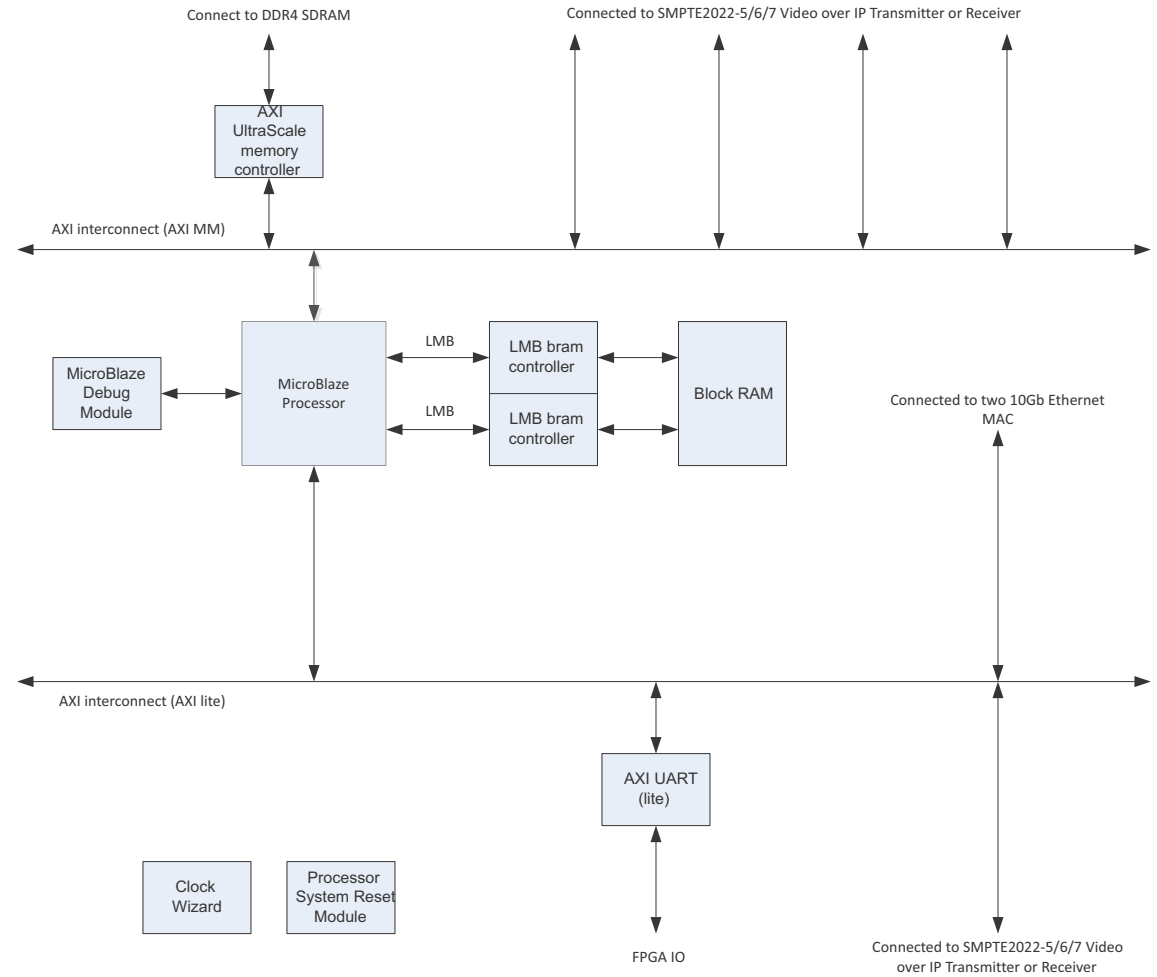 Connect to DDR4 SDRAM
Connected to SMPTE2022-5/6/7 Video over IP Transmitter or Receiver
AXI
UltraScale
memory
controller
AXI interconnect (AXI MM)
MicroBlaze
Debug
Module
MicroBlaze
Processor
LMB
LMB
LMB bram
controller
LMB bram
controller
Block RAM
Connected to two 10Gb Ethernet
MAC
AXI interconnect (AXI lite)
AXI UART
(lite)
Clock
Wizard
Processor
System Reset
Module
FPGA IO
Connected to SMPTE2022-5/6/7 Video
over IP Transmitter or Receiver